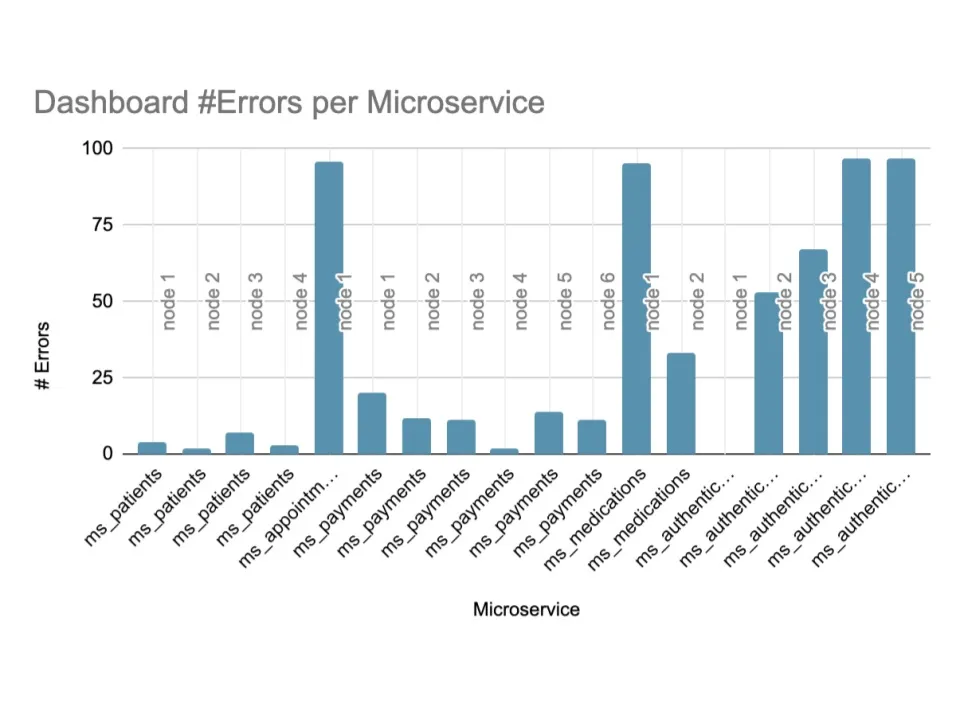 Dashboard #Errors per Microservice
100
75
50
25
0
# Errors
node 1
node 2
node 3
node 4
node 1
node 1
node 2
node 3
node 4
node 5
node 6
node 1
node 2
node 1
node 2
node 3
node 4
node 5
ms_patients
ms_patients
ms_patients
ms_patients
ms_appointm…
ms_payments
ms_payments
ms_payments
ms_payments
ms_payments
ms_payments
ms_medications
ms_medications
ms_authentic…
ms_authentic…
ms_authentic…
ms_authentic…
ms_authentic…
Microservice